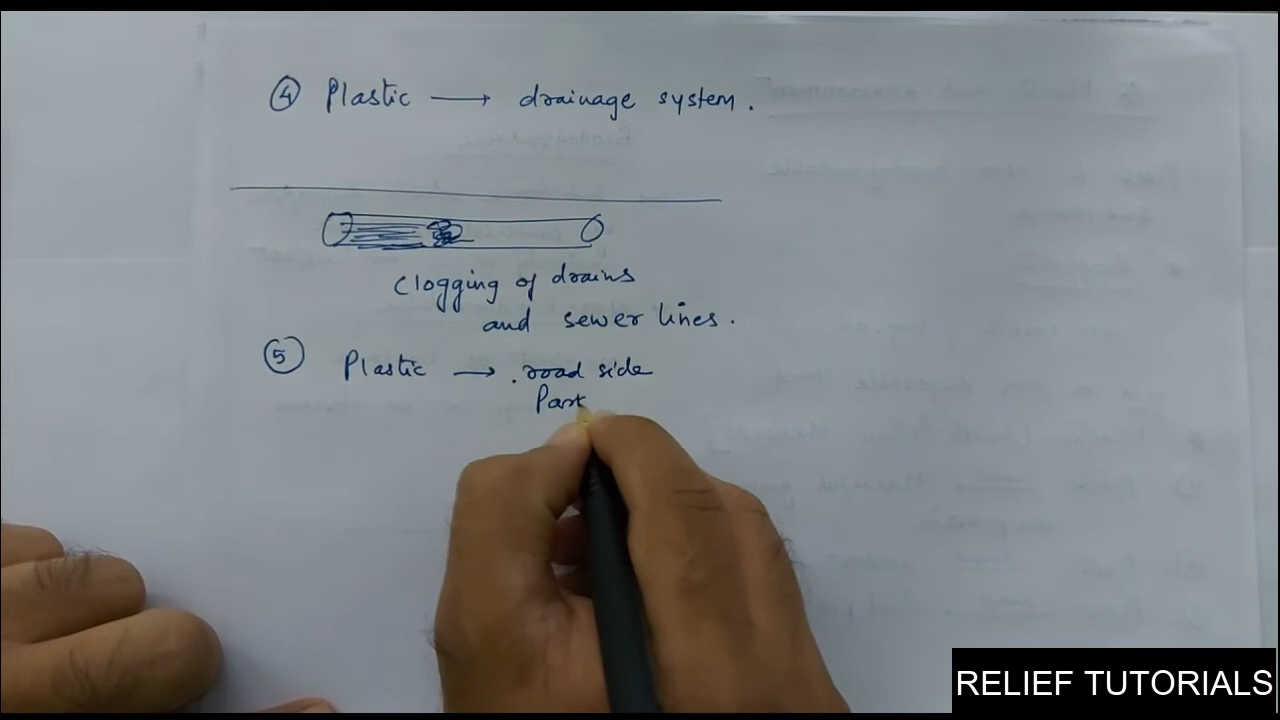 ④ Plastic → drainage system.
clogging of drains
and sewer lines.
⑤ Plastic → . road side
Park
RELIEF TUTORIALS